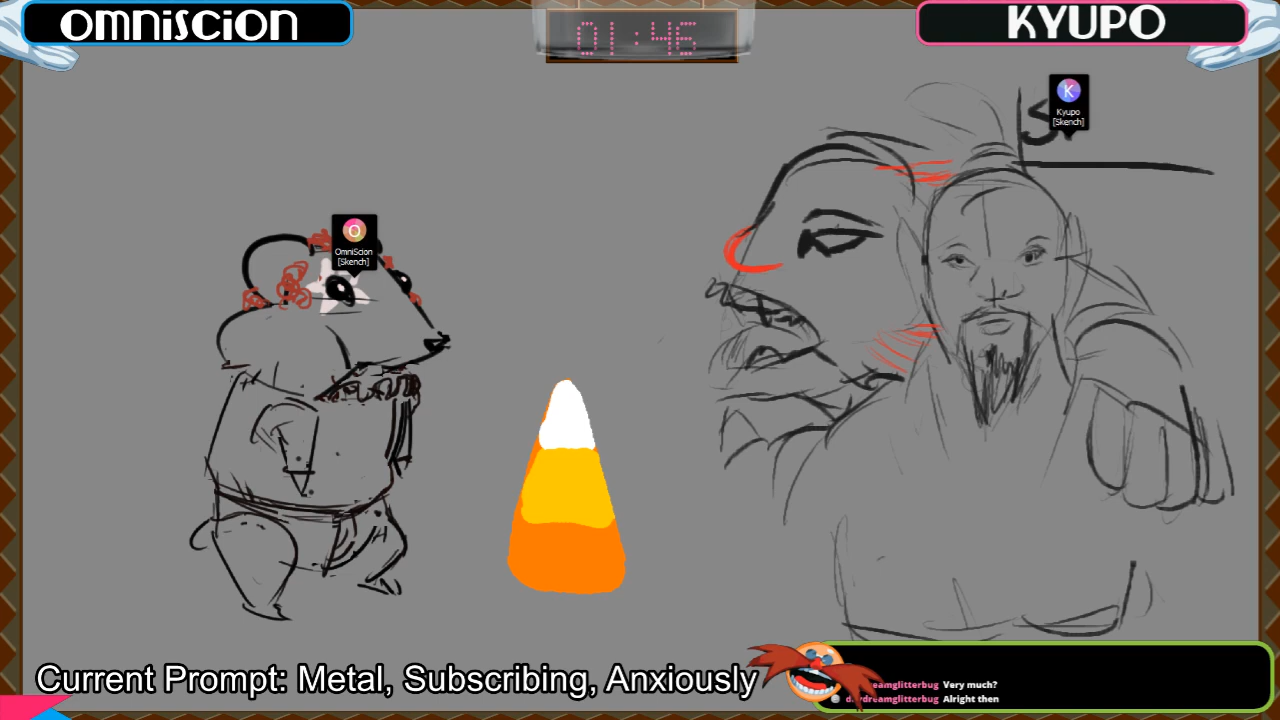 OMNISCION
01:46
KYUPO
K
Kyupo
[Skench]
O
OmniScion
[Skench]
Current Prompt: Metal, Subscribing, Anxiously
Very much?
Alright then